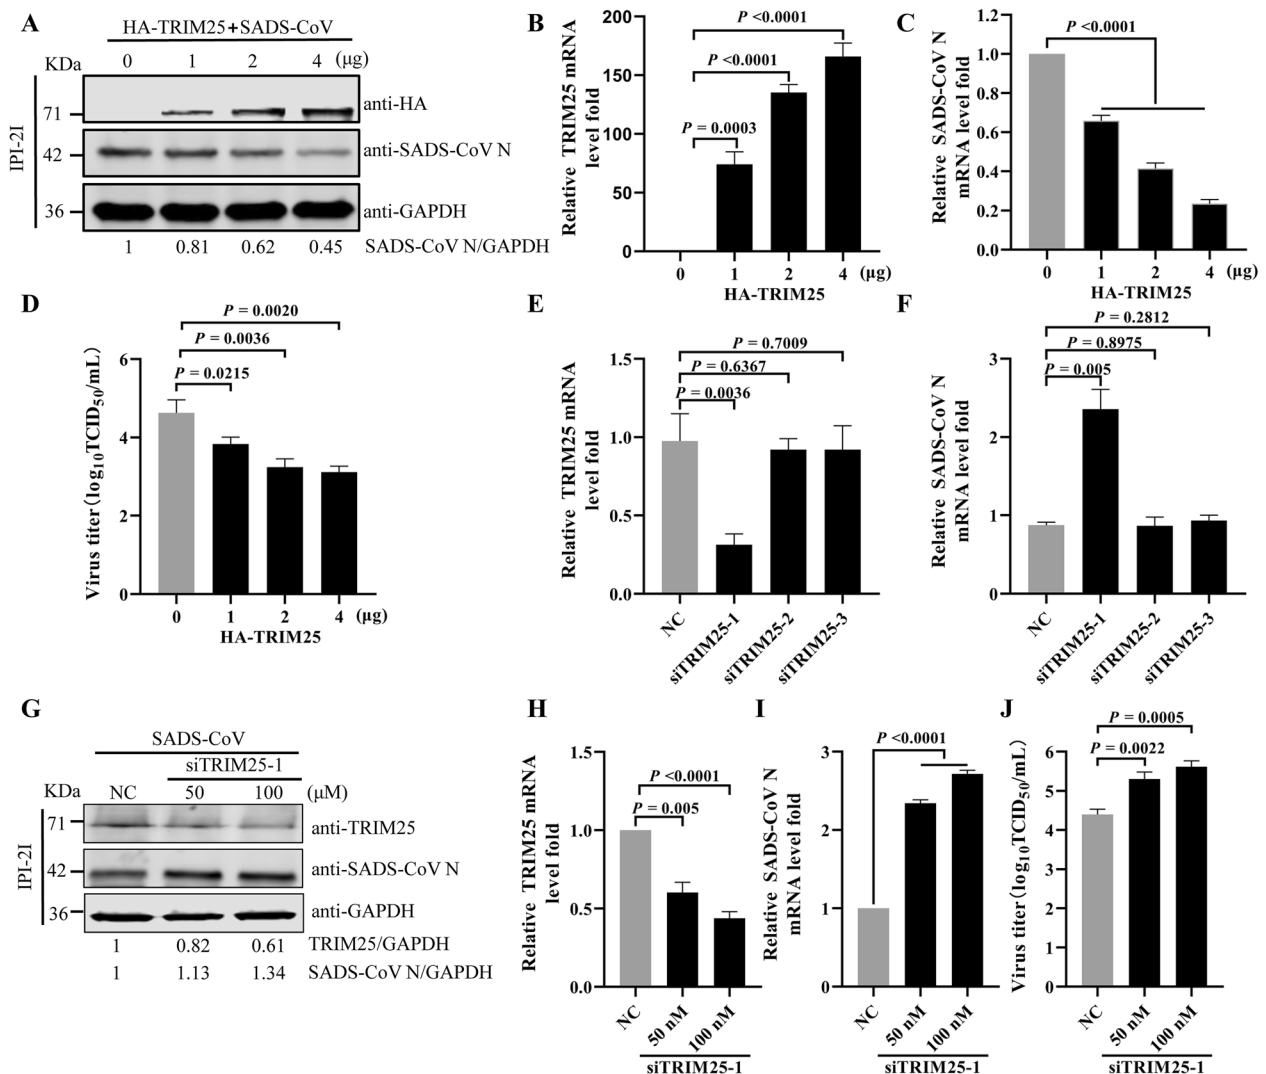 A
HA-TRIM25+SADS-CoV
KDa
0 1 2 4 (μg)
IPI-2I
71
anti-HA
42
anti-SADS-CoV N
36
anti-GAPDH
1 0.81 0.62 0.45 SADS-CoV N/GAPDH
B
Relative TRIM25 mRNA
level fold
200
150
100
50
0
P <0.0001
P <0.0001
P = 0.0003
0 1 2 4 (μg)
HA-TRIM25
C
Relative SADS-CoV N
mRNA level fold
1.2
1.0
0.8
0.6
0.4
0.2
0.0
P <0.0001
0 1 2 4 (μg)
HA-TRIM25
D
Virus titer (log10TCID50/mL)
6
4
2
0
P = 0.0020
P = 0.0036
P = 0.0215
0 1 2 4 (μg)
HA-TRIM25
E
Relative TRIM25 mRNA
level fold
1.5
1.0
0.5
0.0
P = 0.7009
P = 0.6367
P = 0.0036
NC
siTRIM25-1
siTRIM25-2
siTRIM25-3
F
Relative SADS-CoV N
mRNA level fold
3
2
1
0
P = 0.2812
P = 0.8975
P = 0.005
NC
siTRIM25-1
siTRIM25-2
siTRIM25-3
G
SADS-CoV
siTRIM25-1
KDa
NC 50 100 (μM)
IPI-2I
71
anti-TRIM25
42
anti-SADS-CoV N
36
anti-GAPDH
1 0.82 0.61 TRIM25/GAPDH
1 1.13 1.34 SADS-CoV N/GAPDH
H
Relative TRIM25 mRNA
level fold
1.5
1.0
0.5
0.0
P <0.0001
P = 0.005
NC
50 nM
100 nM
siTRIM25-1
I
Relative SADS-CoV N
mRNA level fold
3
2
1
0
P <0.0001
NC
50 nM
100 nM
siTRIM25-1
J
Virus titer (log10TCID50/mL)
6
5
4
3
2
1
0
P = 0.0005
P = 0.0022
NC
50 nM
100 nM
siTRIM25-1